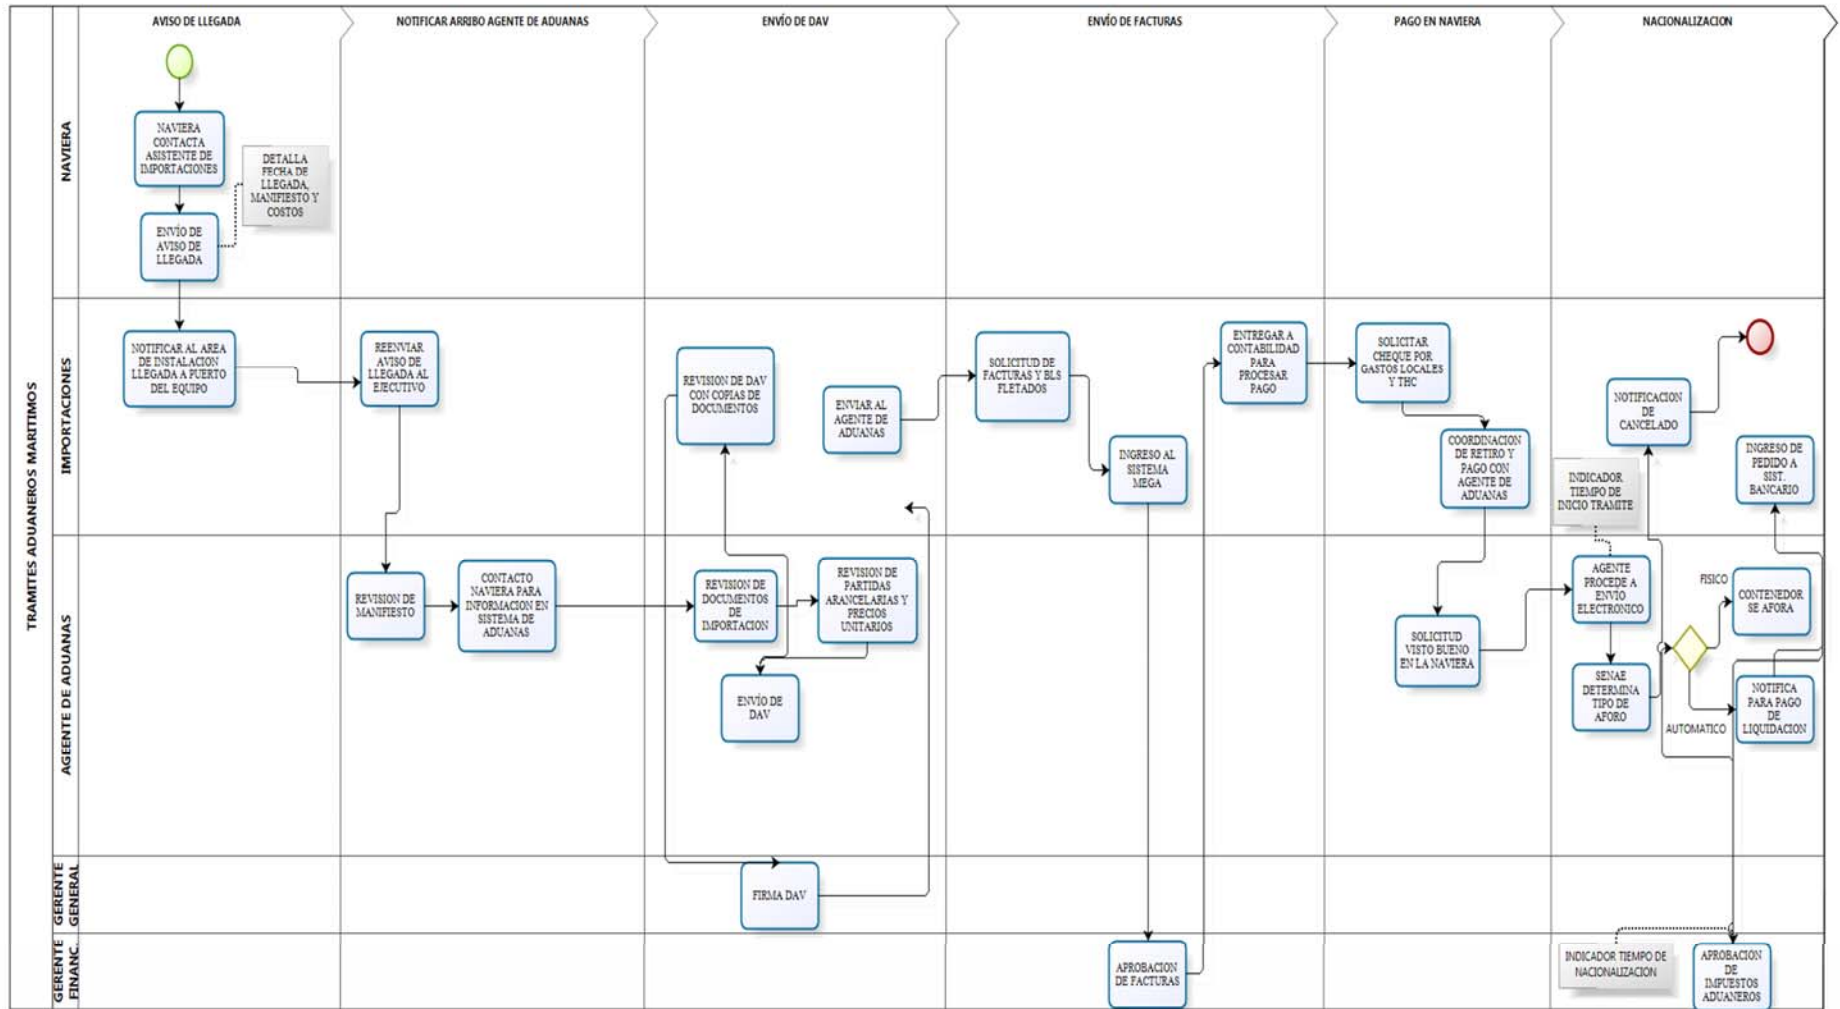 AVISO DE LLEGADA
NOTIFICAR ARRIBO AGENTE DE ADUANAS
ENVÍO DE DAV
ENVÍO DE FACTURAS
PAGO EN NAVIERA
NACIONALIZACION
TRAMITES ADUANEROS MARITIMOS
NAVIERA
NAVIERA
CONTACTA
ASISTENTE DE
IMPORTACIONES
DETALLA
FECHA DE
LLEGADA,
MANIFIESTO Y
COSTOS
ENVÍO DE
AVISO DE
LLEGADA
IMPORTACIONES
NOTIFICAR AL AREA
DE INSTALACION
LLEGADA A PUERTO
DEL EQUIPO
REENVIAR
AVISO DE
LLEGADA AL
EJECUTIVO
REVISION DE DAV
CON COPIAS DE
DOCUMENTOS
ENVIAR AL
AGENTE DE
ADUANAS
SOLICITUD DE
FACTURAS Y BLS
FLETADOS
INGRESO AL
SISTEMA
MEGA
ENTREGAR A
CONTABILIDAD
PARA
PROCESAR
PAGO
SOLICITAR
CHEQUE POR
GASTOS LOCALES
Y THC
COORDINACION
DE RETIRO Y
PAGO CON
AGENTE DE
ADUANAS
NOTIFICACION
DE
CANCELADO
INGRESO DE
PEDIDO A
SIST.
BANCARIO
INDICADOR
TIEMPO DE
INICIO TRAMITE
AGEENTE DE ADUANAS
REVISION DE
MANIFIESTO
CONTACTO
NAVIERA PARA
INFORMACION EN
SISTEMA DE
ADUANAS
REVISION DE
DOCUMENTOS
DE
IMPORTACION
REVISION DE
PARTIDAS
ARANCELARIAS Y
PRECIOS
UNITARIOS
ENVÍO DE
DAV
SOLICITUD
VISTO BUENO
EN LA NAVIERA
AGENTE
PROCEDE A
ENVIO
ELECTRONICO
SENAE
DETERMINA
TIPO DE
AFORO
FISICO
CONTENEDOR
SE AFORA
AUTOMATICO
NOTIFICA
PARA PAGO
DE
LIQUIDACION
GERENTE
GENERAL
FIRMA DAV
GERENTE
FINANC.
APROBACION
DE FACTURAS
INDICADOR TIEMPO DE
NACIONALIZACION
APROBACION
DE
IMPUESTOS
ADUANEROS